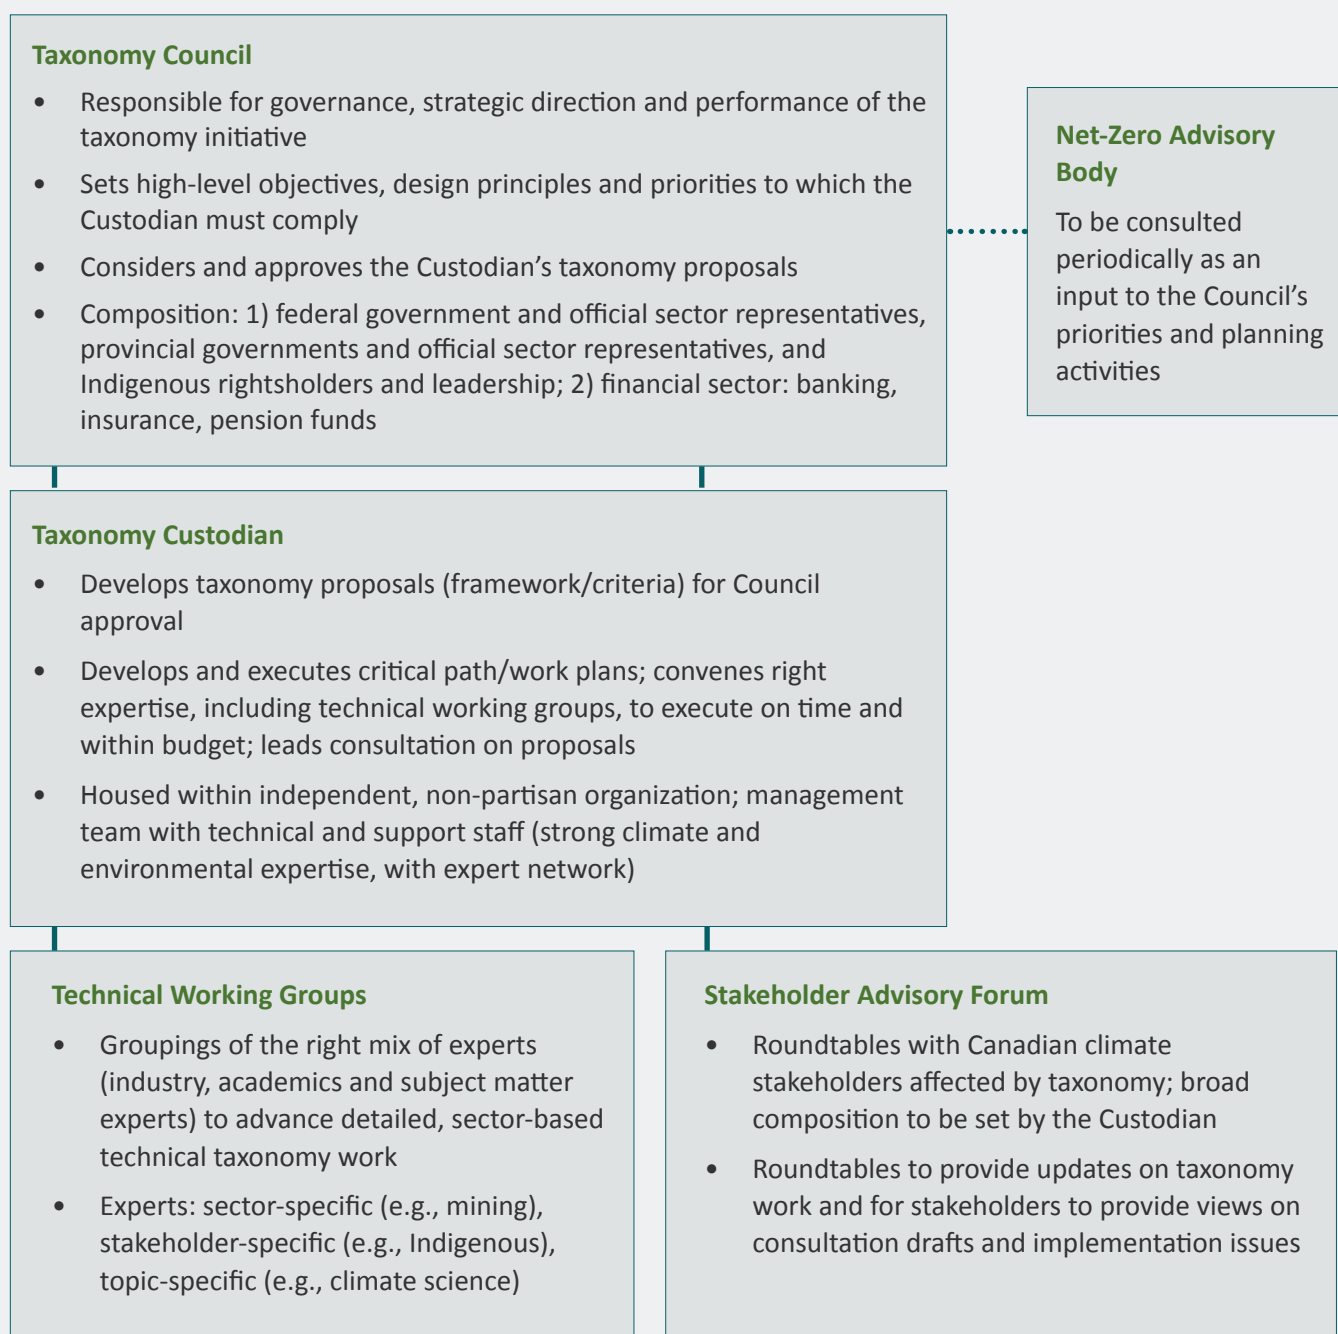 Taxonomy Council
• Responsible for governance, strategic direction and performance of the
taxonomy initiative
• Sets high-level objectives, design principles and priorities to which the
Custodian must comply
• Considers and approves the Custodian’s taxonomy proposals
• Composition: 1) federal government and official sector representatives,
provincial governments and official sector representatives, and
Indigenous rightsholders and leadership; 2) financial sector: banking,
insurance, pension funds
Net-Zero Advisory
Body
To be consulted
periodically as an
input to the Council’s
priorities and planning
activities
Taxonomy Custodian
• Develops taxonomy proposals (framework/criteria) for Council
approval
• Develops and executes critical path/work plans; convenes right
expertise, including technical working groups, to execute on time and
within budget; leads consultation on proposals
• Housed within independent, non-partisan organization; management
team with technical and support staff (strong climate and
environmental expertise, with expert network)
Technical Working Groups
• Groupings of the right mix of experts
(industry, academics and subject matter
experts) to advance detailed, sector-based
technical taxonomy work
• Experts: sector-specific (e.g., mining),
stakeholder-specific (e.g., Indigenous),
topic-specific (e.g., climate science)
Stakeholder Advisory Forum
• Roundtables with Canadian climate
stakeholders affected by taxonomy; broad
composition to be set by the Custodian
• Roundtables to provide updates on taxonomy
work and for stakeholders to provide views on
consultation drafts and implementation issues